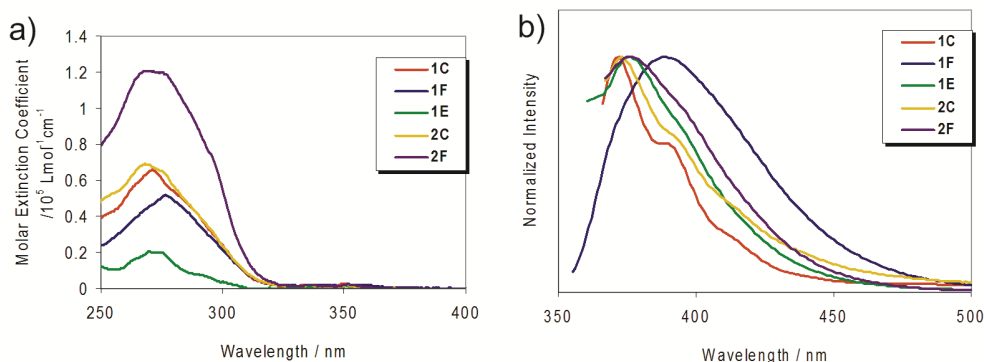 a)
Molar Extinction Coefficient
/10⁵ Lmol⁻¹cm⁻¹
1.4
1.2
1
0.8
0.6
0.4
0.2
0
250
300
350
400
Wavelength / nm
1C
1F
1E
2C
2F
b)
Normalized Intensity
350
400
450
500
Wavelength / nm
1C
1F
1E
2C
2F